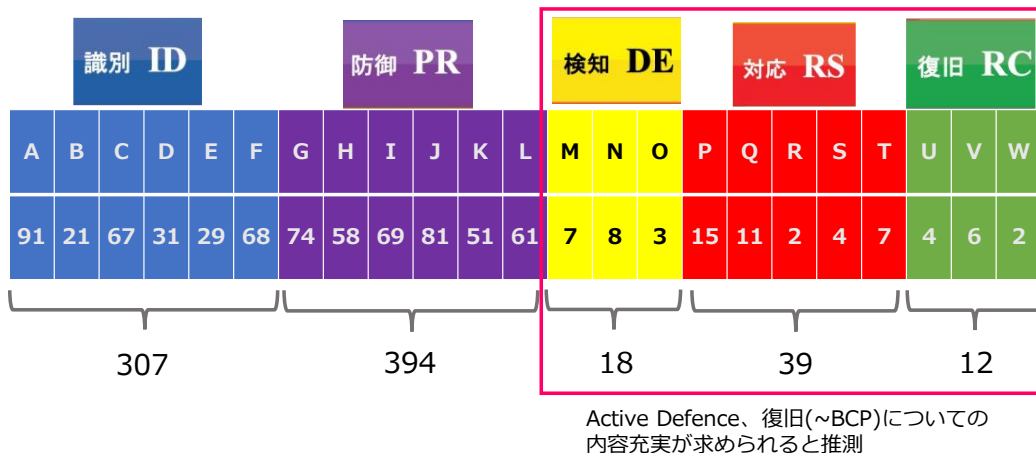 識別 ID 防御 PR 検知 DE 対応 RS 復旧 RC
A B C D E F G H I J K L M N O P Q R S T U V W
91 21 67 31 29 68 74 58 69 81 51 61 7 8 3 15 11 2 4 7 4 6 2
307 394 18 39 12
Active Defence、復旧(~BCP)についての
内容充実が求められると推測